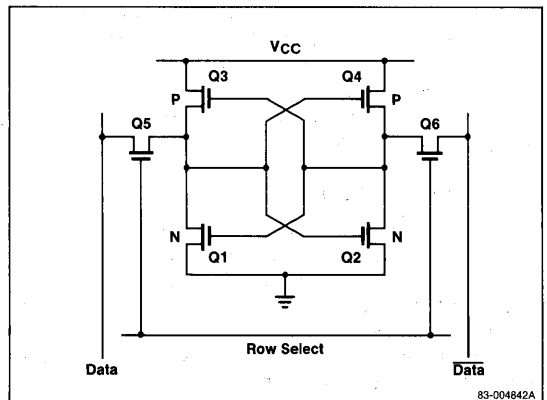 VCC
Q3
Q4
P
P
Q5
Q6
N
N
Q1
Q2
Row Select
Data
Data
83-004842A